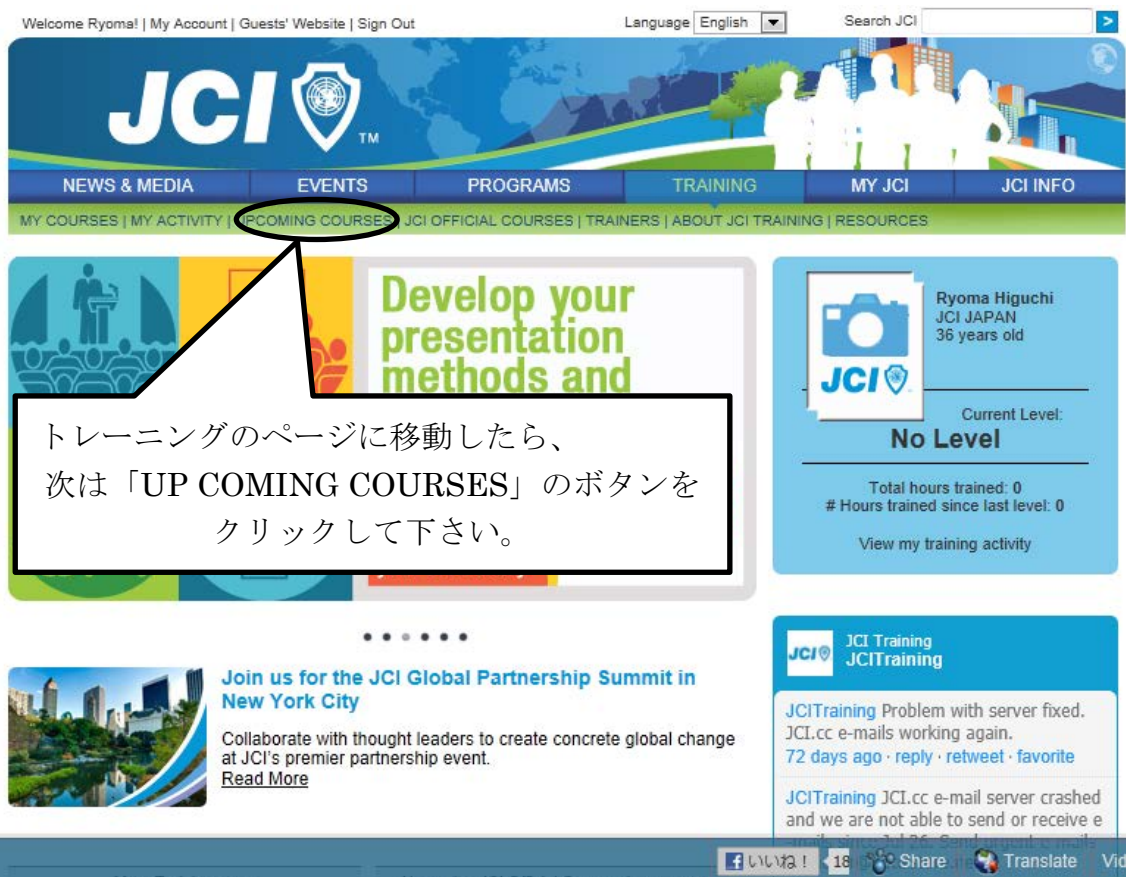 Welcome Ryoma! | My Account | Guests' Website | Sign Out
Language English
Search JCI
JCI TM
NEWS & MEDIA EVENTS PROGRAMS TRAINING MY JCI JCI INFO
MY COURSES | MY ACTIVITY | UPCOMING COURSES | JCI OFFICIAL COURSES | TRAINERS | ABOUT JCI TRAINING | RESOURCES
Develop your
presentation
methods and
トレーニングのページに移動したら、
次は「UP COMING COURSES」のボタンを
クリックして下さい。
Ryoma Higuchi
JCI JAPAN
36 years old
JCI
Current Level:
No Level
Total hours trained: 0
# Hours trained since last level: 0
View my training activity
Join us for the JCI Global Partnership Summit in
New York City
Collaborate with thought leaders to create concrete global change
at JCI's premier partnership event.
Read More
JCI
JCI Training
JCITraining
JCITraining Problem with server fixed.
JCI.cc e-mails working again.
72 days ago · reply · retweet · favorite
JCITraining JCI.cc e-mail server crashed
and we are not able to send or receive e
いいね！ 18 Share Translate Vid